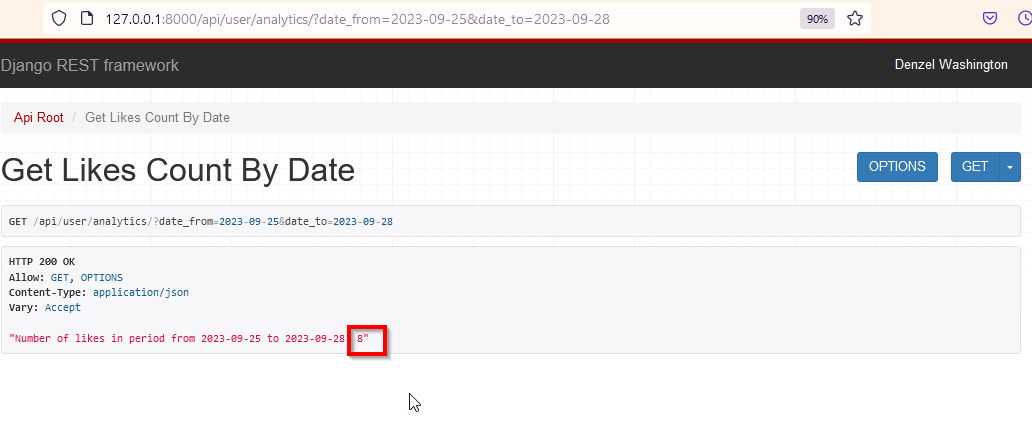 127.0.0.1:8000/api/user/analytics/?date_from=2023-09-25&date_to=2023-09-28 90%
Django REST framework Denzel Washington
Api Root / Get Likes Count By Date
Get Likes Count By Date OPTIONS GET
GET /api/user/analytics/?date_from=2023-09-25&date_to=2023-09-28
HTTP 200 OK
Allow: GET, OPTIONS
Content-Type: application/json
Vary: Accept
"Number of likes in period from 2023-09-25 to 2023-09-28 8"